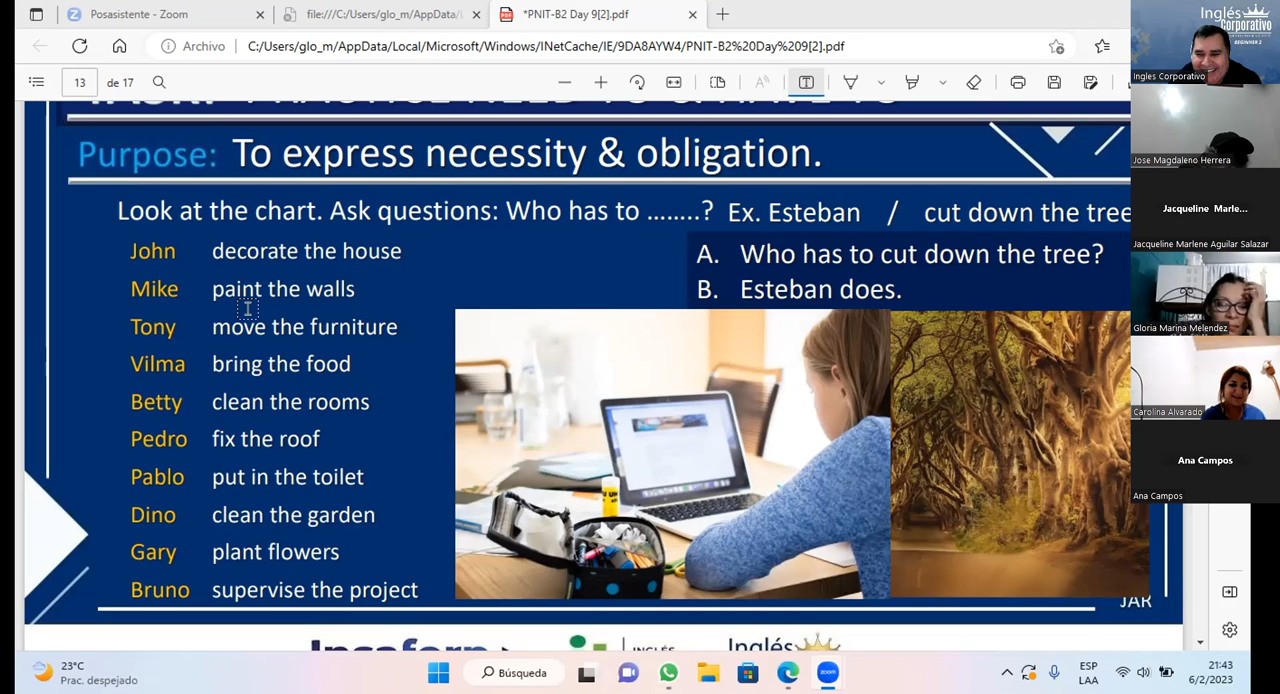 Posasistente - Zoom
file:///C:/Users/glo_m/AppData/L
*PNIT-B2 Day 9[2].pdf
Archivo
C:/Users/glo_m/AppData/Local/Microsoft/Windows/INetCache/IE/9DA8AYW4/PNIT-B2%20Day%209[2].pdf
13 de 17
Purpose: To express necessity & obligation.
Look at the chart. Ask questions: Who has to ........? Ex. Esteban / cut down the tree
John decorate the house
A. Who has to cut down the tree?
Mike paint the walls
B. Esteban does.
Tony move the furniture
Vilma bring the food
Betty clean the rooms
Pedro fix the roof
Pablo put in the toilet
Dino clean the garden
Gary plant flowers
Bruno supervise the project
JAR
Inglés
Corporativo
BEGINNER 2
Ingles Corporativo
Jose Magdaleno Herrera
Jacqueline Marle...
Jacqueline Marlene Aguilar Salazar
Gloria Marina Melendez
Carolina Alvarado
Ana Campos
Ana Campos
23°C
Prac. despejado
Búsqueda
zoom
ESP
LAA
21:43
6/2/2023